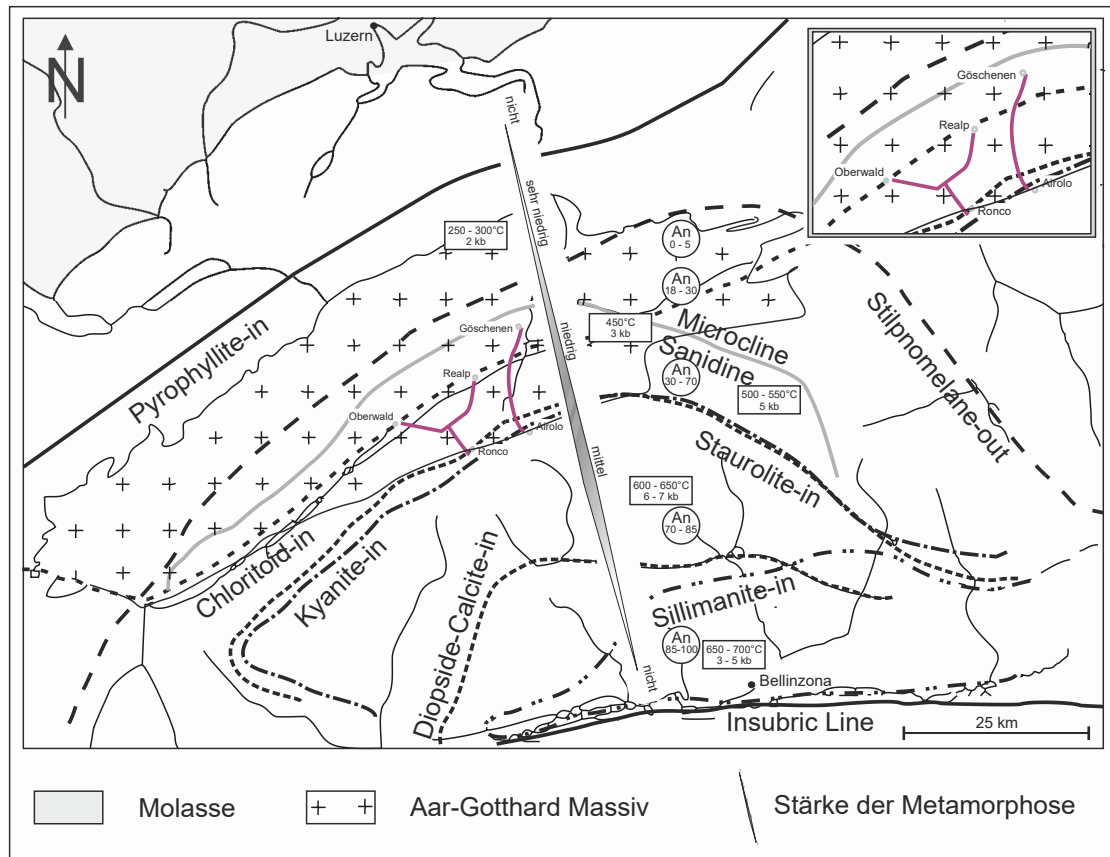 Luzern
N
nicht
sehr niedrig
niedrig
mittel
nicht
250 - 300°C
2 kb
An
0 - 5
An
18 - 30
450°C
3 kb
Microcline
Sanidine
An
30 - 70
500 - 550°C
5 kb
Stilpnomelane-out
Pyrophyllite-in
Göschenen
Realp
Oberwald
Airolo
Ronco
Staurolite-in
600 - 650°C
6 - 7 kb
An
70 - 85
Chloritoid-in
Kyanite-in
Diopside-Calcite-in
Sillimanite-in
An
85-100
650 - 700°C
3 - 5 kb
Bellinzona
Insubric Line
25 km
Göschenen
Realp
Oberwald
Airolo
Ronco
Molasse
Aar-Gotthard Massiv
Stärke der Metamorphose